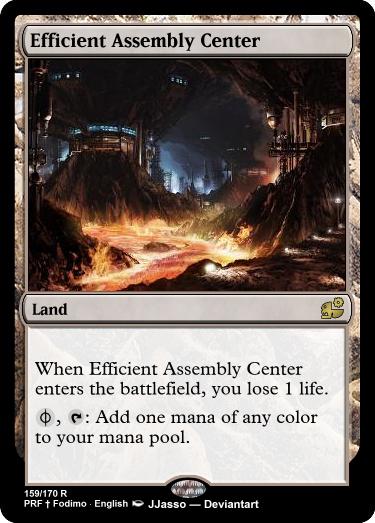 Efficient Assembly Center
Land
When Efficient Assembly Center
enters the battlefield, you lose 1 life.
, : Add one mana of any color
to your mana pool.
159/170 R
PRF † Fodimo · English JJasso — Deviantart